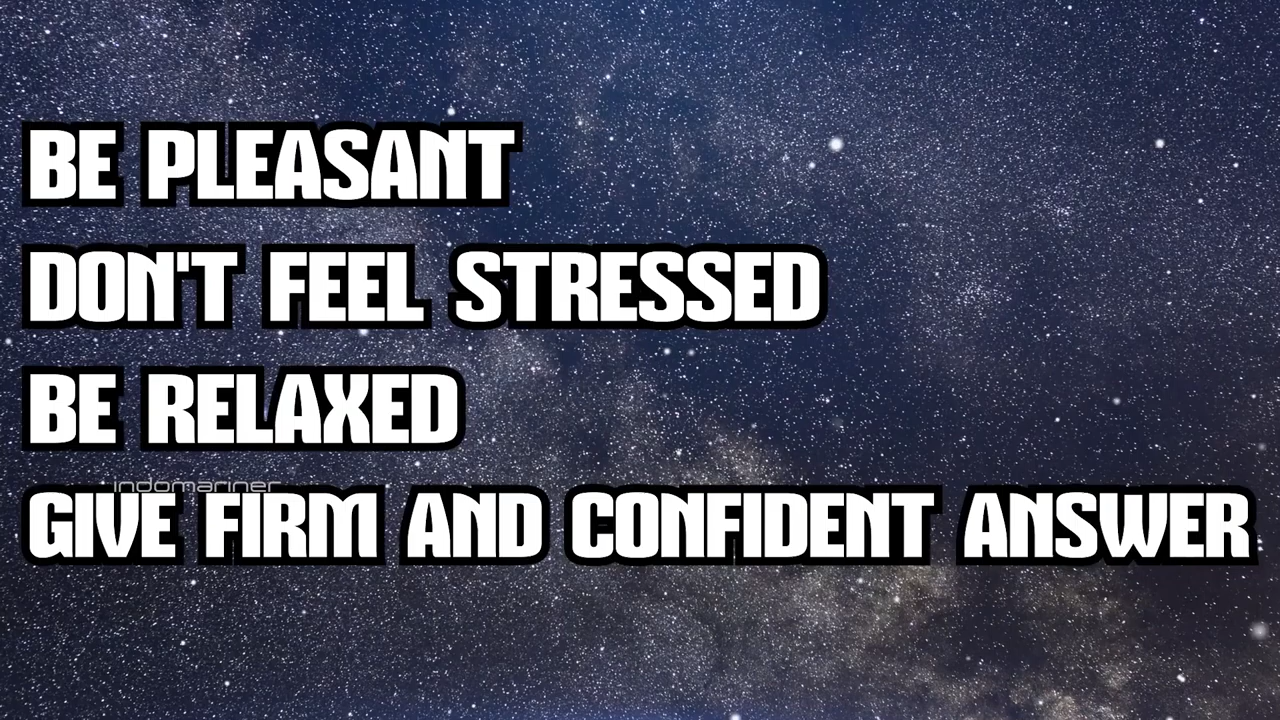 BE PLEASANT
DON'T FEEL STRESSED
BE RELAXED
indomariner
GIVE FIRM AND CONFIDENT ANSWER